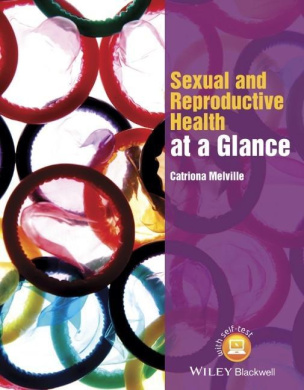 Sexual and
Reproductive
Health
at a Glance
Catriona Melville
with self-test
WILEY Blackwell